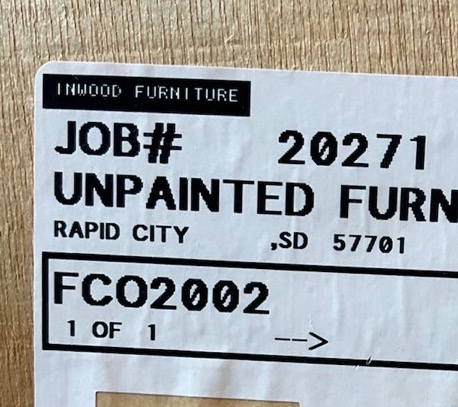 INWOOD FURNITURE
JOB# 20271
UNPAINTED FURN
RAPID CITY ,SD 57701
FCO2002
1 OF 1 -->